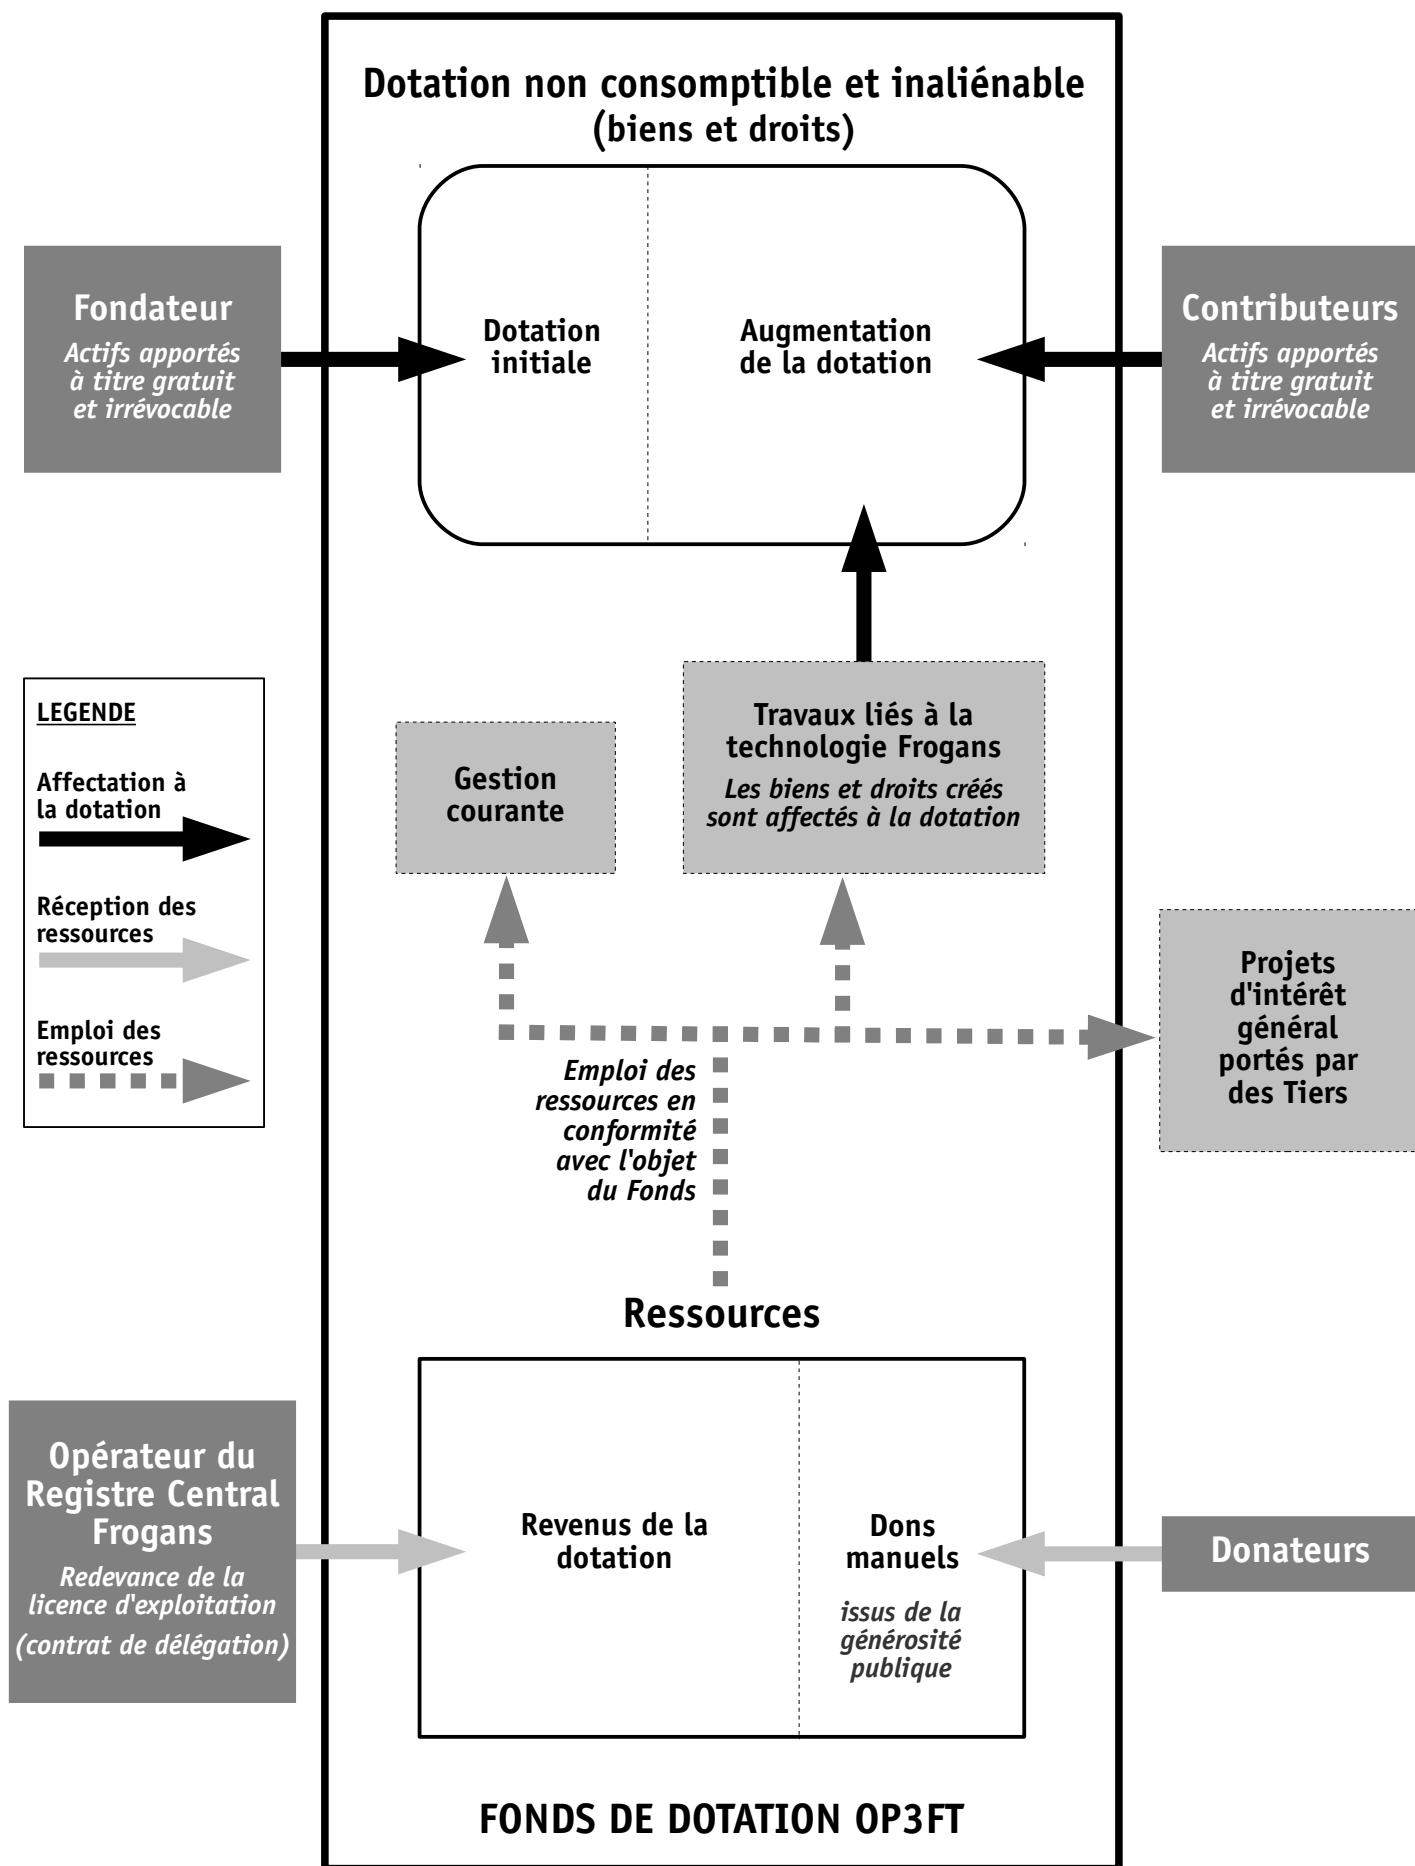 Dotation non consomptible et inaliénable
(biens et droits)
Fondateur
Actifs apportés
à titre gratuit
et irrévocable
Dotation
initiale
Augmentation
de la dotation
Contributeurs
Actifs apportés
à titre gratuit
et irrévocable
LEGENDE
Affectation à
la dotation
Réception des
ressources
Emploi des
ressources
Gestion
courante
Travaux liés à la
technologie Frogans
Les biens et droits créés
sont affectés à la dotation
Projets
d'intérêt
général
portés par
des Tiers
Emploi des
ressources en
conformité
avec l'objet
du Fonds
Ressources
Opérateur du
Registre Central
Frogans
Redevance de la
licence d'exploitation
(contrat de délégation)
Revenus de la
dotation
Dons
manuels
issus de la
générosité
publique
Donateurs
FONDS DE DOTATION OP3FT